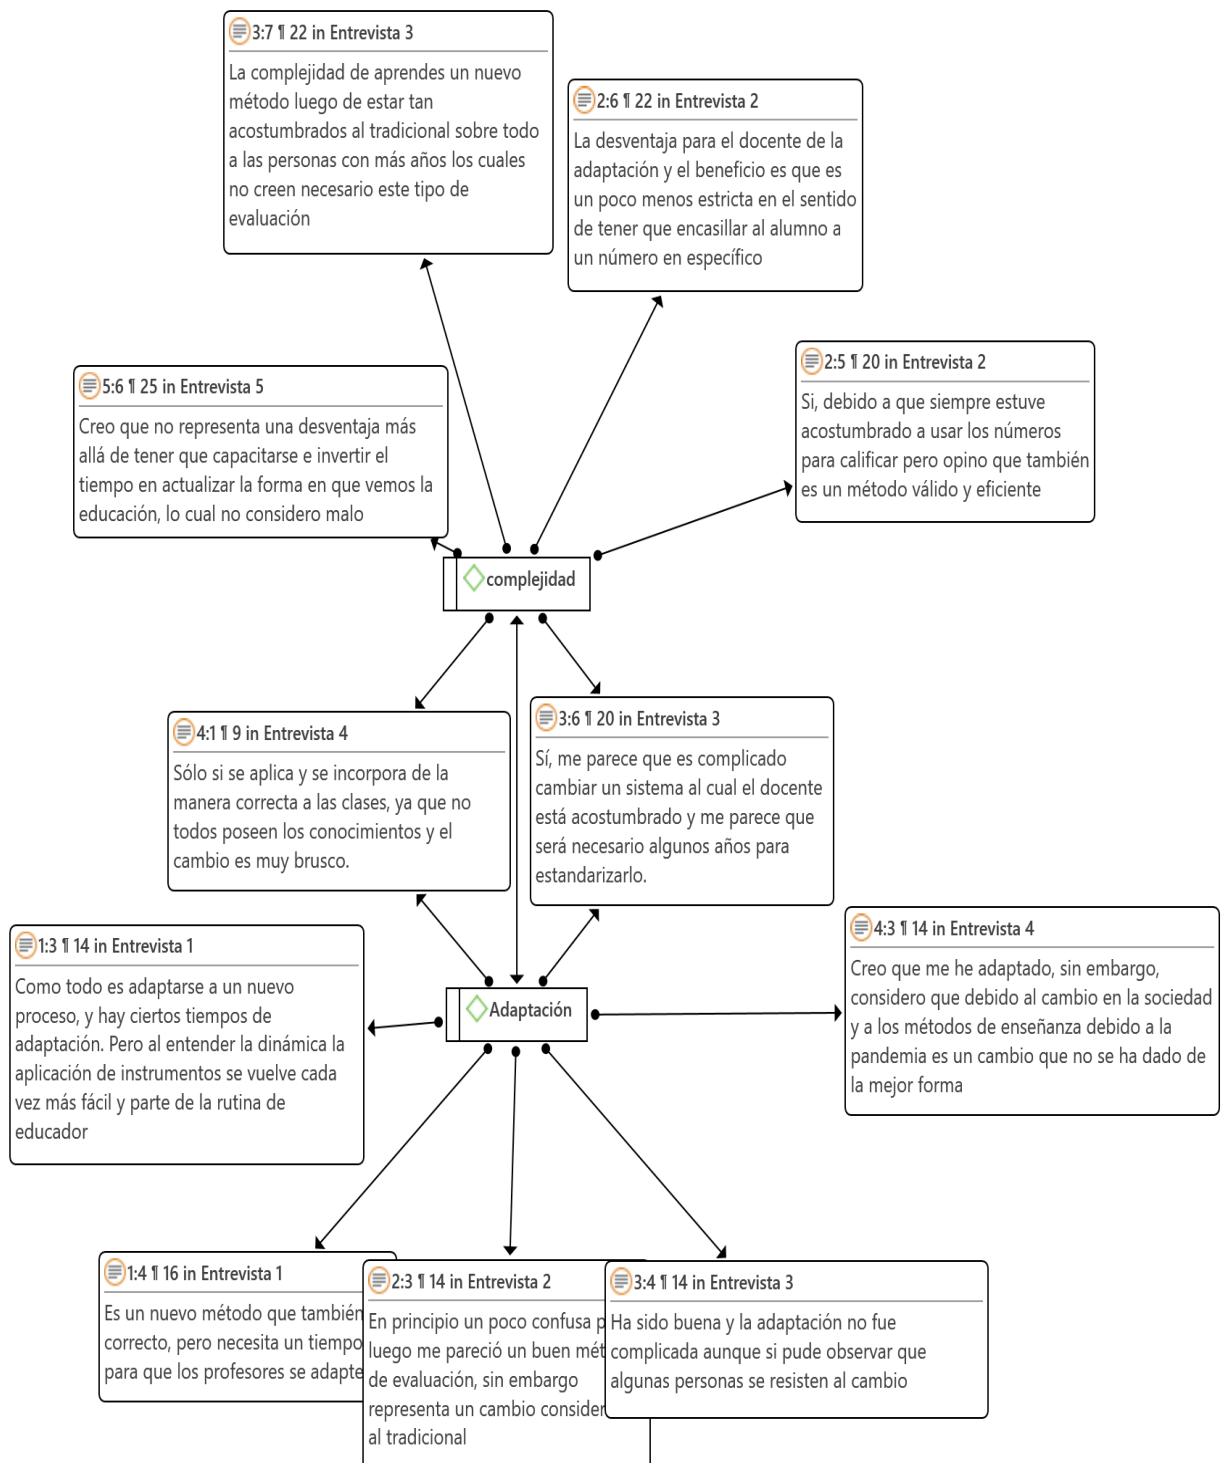 3:7 ¶ 22 in Entrevista 3
La complejidad de aprendes un nuevo
método luego de estar tan
acostumbrados al tradicional sobre todo
a las personas con más años los cuales
no creen necesario este tipo de
evaluación
2:6 ¶ 22 in Entrevista 2
La desventaja para el docente de la
adaptación y el beneficio es que es
un poco menos estricta en el sentido
de tener que encasillar al alumno a
un número en específico
2:5 ¶ 20 in Entrevista 2
Si, debido a que siempre estuve
acostumbrado a usar los números
para calificar pero opino que también
es un método válido y eficiente
5:6 ¶ 25 in Entrevista 5
Creo que no representa una desventaja más
allá de tener que capacitarse e invertir el
tiempo en actualizar la forma en que vemos la
educación, lo cual no considero malo
complejidad
4:1 ¶ 9 in Entrevista 4
Sólo si se aplica y se incorpora de la
manera correcta a las clases, ya que no
todos poseen los conocimientos y el
cambio es muy brusco.
3:6 ¶ 20 in Entrevista 3
Sí, me parece que es complicado
cambiar un sistema al cual el docente
está acostumbrado y me parece que
será necesario algunos años para
estandarizarlo.
1:3 ¶ 14 in Entrevista 1
Como todo es adaptarse a un nuevo
proceso, y hay ciertos tiempos de
adaptación. Pero al entender la dinámica la
aplicación de instrumentos se vuelve cada
vez más fácil y parte de la rutina de
educador
Adaptación
4:3 ¶ 14 in Entrevista 4
Creo que me he adaptado, sin embargo,
considero que debido al cambio en la sociedad
y a los métodos de enseñanza debido a la
pandemia es un cambio que no se ha dado de
la mejor forma
1:4 ¶ 16 in Entrevista 1
Es un nuevo método que también
correcto, pero necesita un tiempo
para que los profesores se adapte
2:3 ¶ 14 in Entrevista 2
En principio un poco confusa
luego me pareció un buen
de evaluación, sin embargo
representa un cambio
al tradicional
3:4 ¶ 14 in Entrevista 3
Ha sido buena y la adaptación no fue
complicada aunque si pude observar que
algunas personas se resisten al cambio